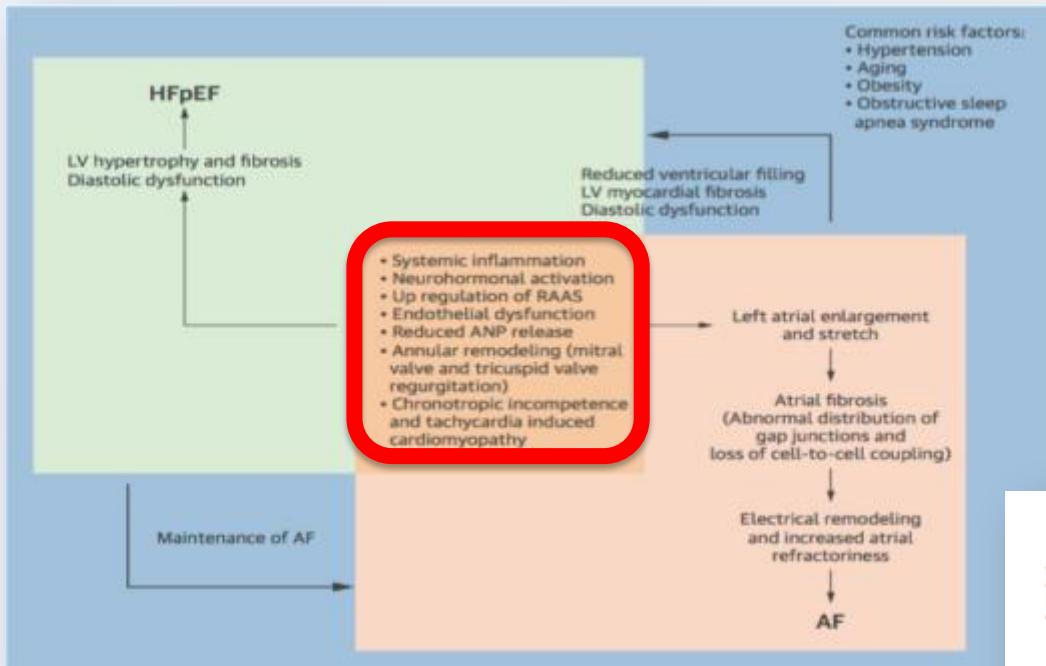 Common risk factors:
• Hypertension
• Aging
• Obesity
• Obstructive sleep
apnea syndrome
HFpEF
LV hypertrophy and fibrosis
Diastolic dysfunction
Reduced ventricular filling
LV myocardial fibrosis
Diastolic dysfunction
• Systemic inflammation
• Neurohormonal activation
• Up regulation of RAAS
• Endothelial dysfunction
• Reduced ANP release
• Annular remodeling (mitral
valve and tricuspid valve
regurgitation)
• Chronotropic incompetence
and tachycardia induced
cardiomyopathy
Left atrial enlargement
and stretch
Atrial fibrosis
(Abnormal distribution of
gap junctions and
loss of cell-to-cell coupling)
Electrical remodeling
and increased atrial
refractoriness
AF
Maintenance of AF